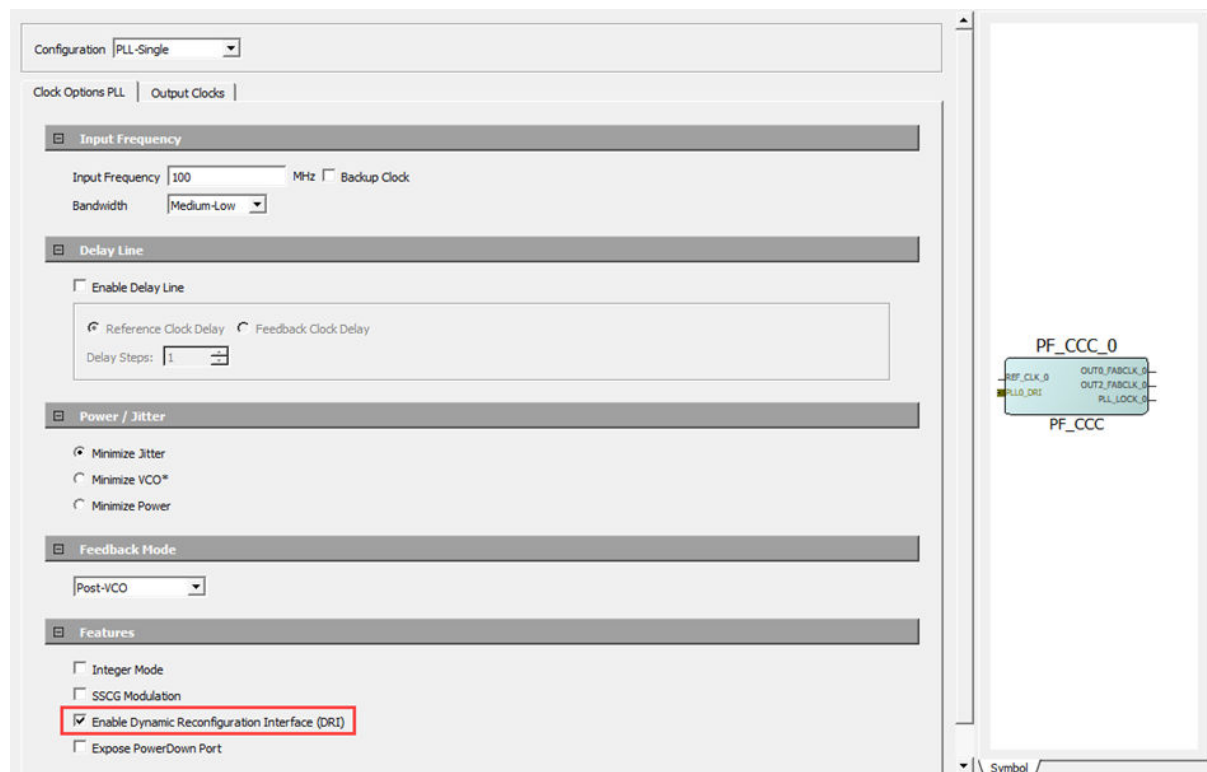 Configuration PLL-Single
Clock Options PLL Output Clocks
Input Frequency
Input Frequency 100 MHz Backup Clock
Bandwidth Medium-Low
Delay Line
Enable Delay Line
Reference Clock Delay Feedback Clock Delay
Delay Steps: 1
Power / Jitter
Minimize Jitter
Minimize VCO*
Minimize Power
Feedback Mode
Post-VCO
Features
Integer Mode
SSCG Modulation
Enable Dynamic Reconfiguration Interface (DRI)
Expose PowerDown Port
PF_CCC_0
REF_CLK_0 OUT0_FABCLK_0
PLL0_DRI OUT2_FABCLK_0
PLL_LOCK_0
PF_CCC
Symbol